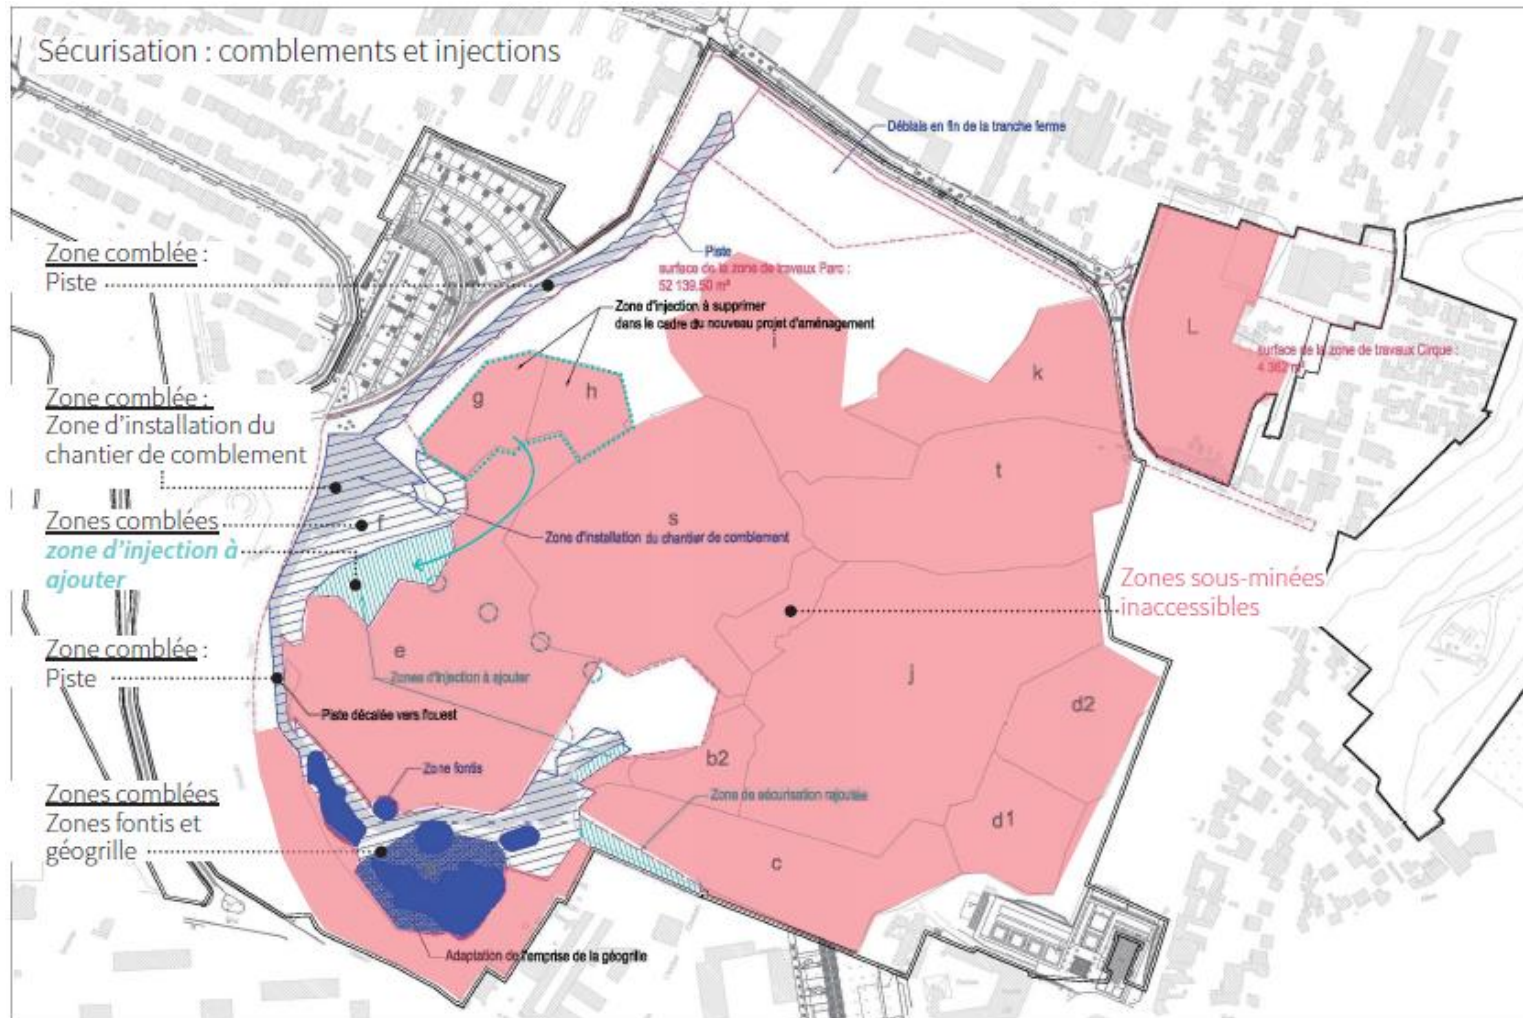 Sécurisation : comblements et injections
Déblais en fin de la tranche ferme
Zone comblée :
Piste
Piste
surface de la zone de travaux Parc :
52 139.50 m²
Zone d'injection à supprimer
dans le cadre du nouveau projet d'aménagement
L
surface de la zone de travaux Cirque :
4 362 m²
i
k
g
h
Zone comblée :
Zone d'installation du
chantier de comblement
t
s
f
Zone d'installation du chantier de comblement
Zones comblées
zone d'injection à
ajouter
Zones sous-minées
inaccessibles
Zone comblée :
Piste
e
Zones d'injection à ajouter
j
d2
Piste décalée vers l'ouest
b2
Zone fontis
Zone de sécurisation rajoutée
Zones comblées
Zones fontis et
géogrille
d1
c
Adaptation de l'emprise de la géogrille